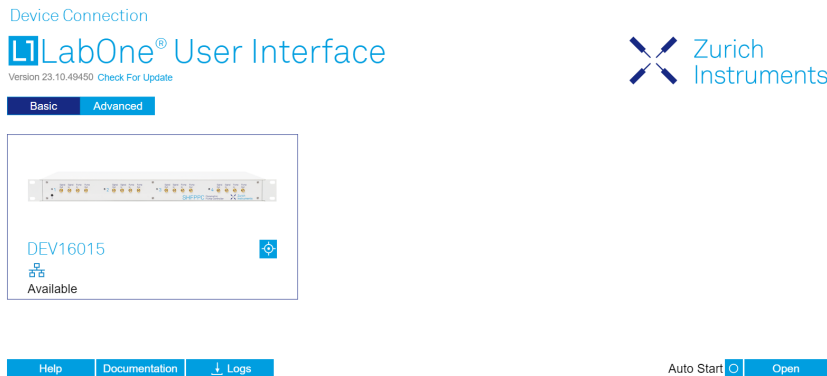 Device Connection
L1 LabOne® User Interface
Zurich
Instruments
Version 23.10.49450 Check For Update
Basic Advanced
SHFPPC
DEV16015
Available
Help Documentation Logs Auto Start Open